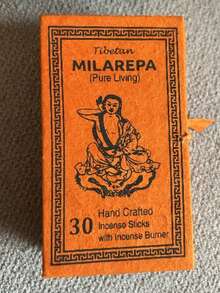 Tibetan
MILAREPA
(Pure Living)
30 Hand Crafted
Incense Sticks
with Incense Burner